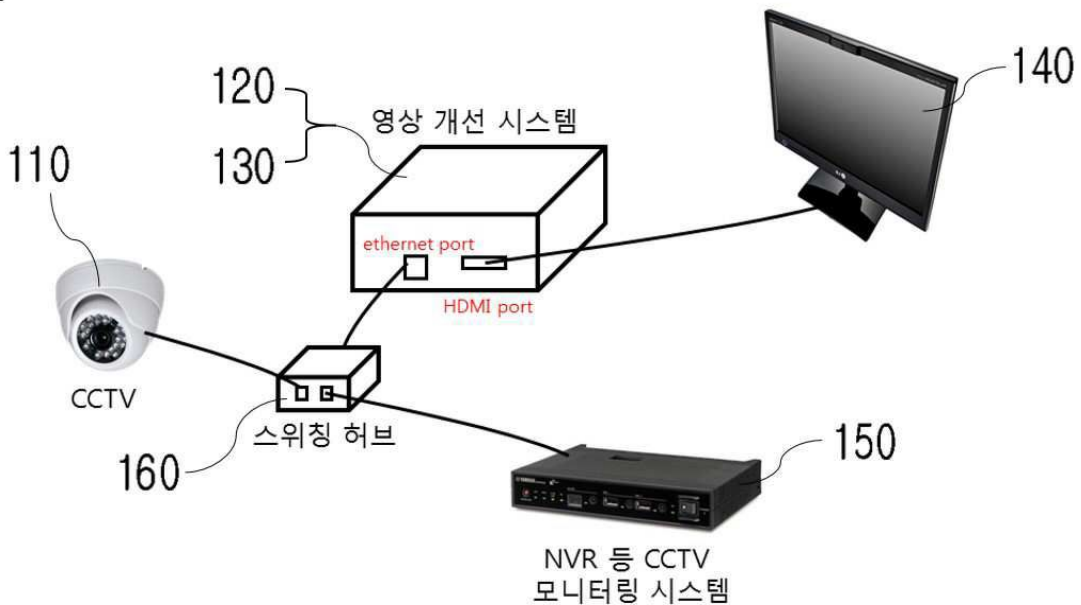 120
130
영상 개선 시스템
140
110
ethernet port
HDMI port
CCTV
스위칭 허브
160
150
NVR 등 CCTV
모니터링 시스템